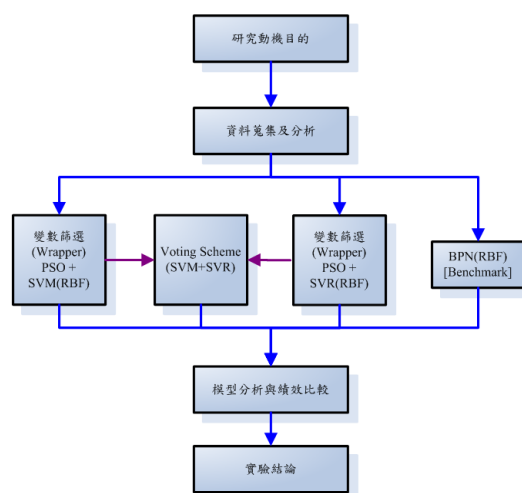 研究動機目的
資料蒐集及分析
變數篩選
(Wrapper)
PSO +
SVM(RBF)
Voting Scheme
(SVM+SVR)
變數篩選
(Wrapper)
PSO +
SVR(RBF)
BPN(RBF)
[Benchmark]
模型分析與績效比較
實驗結論